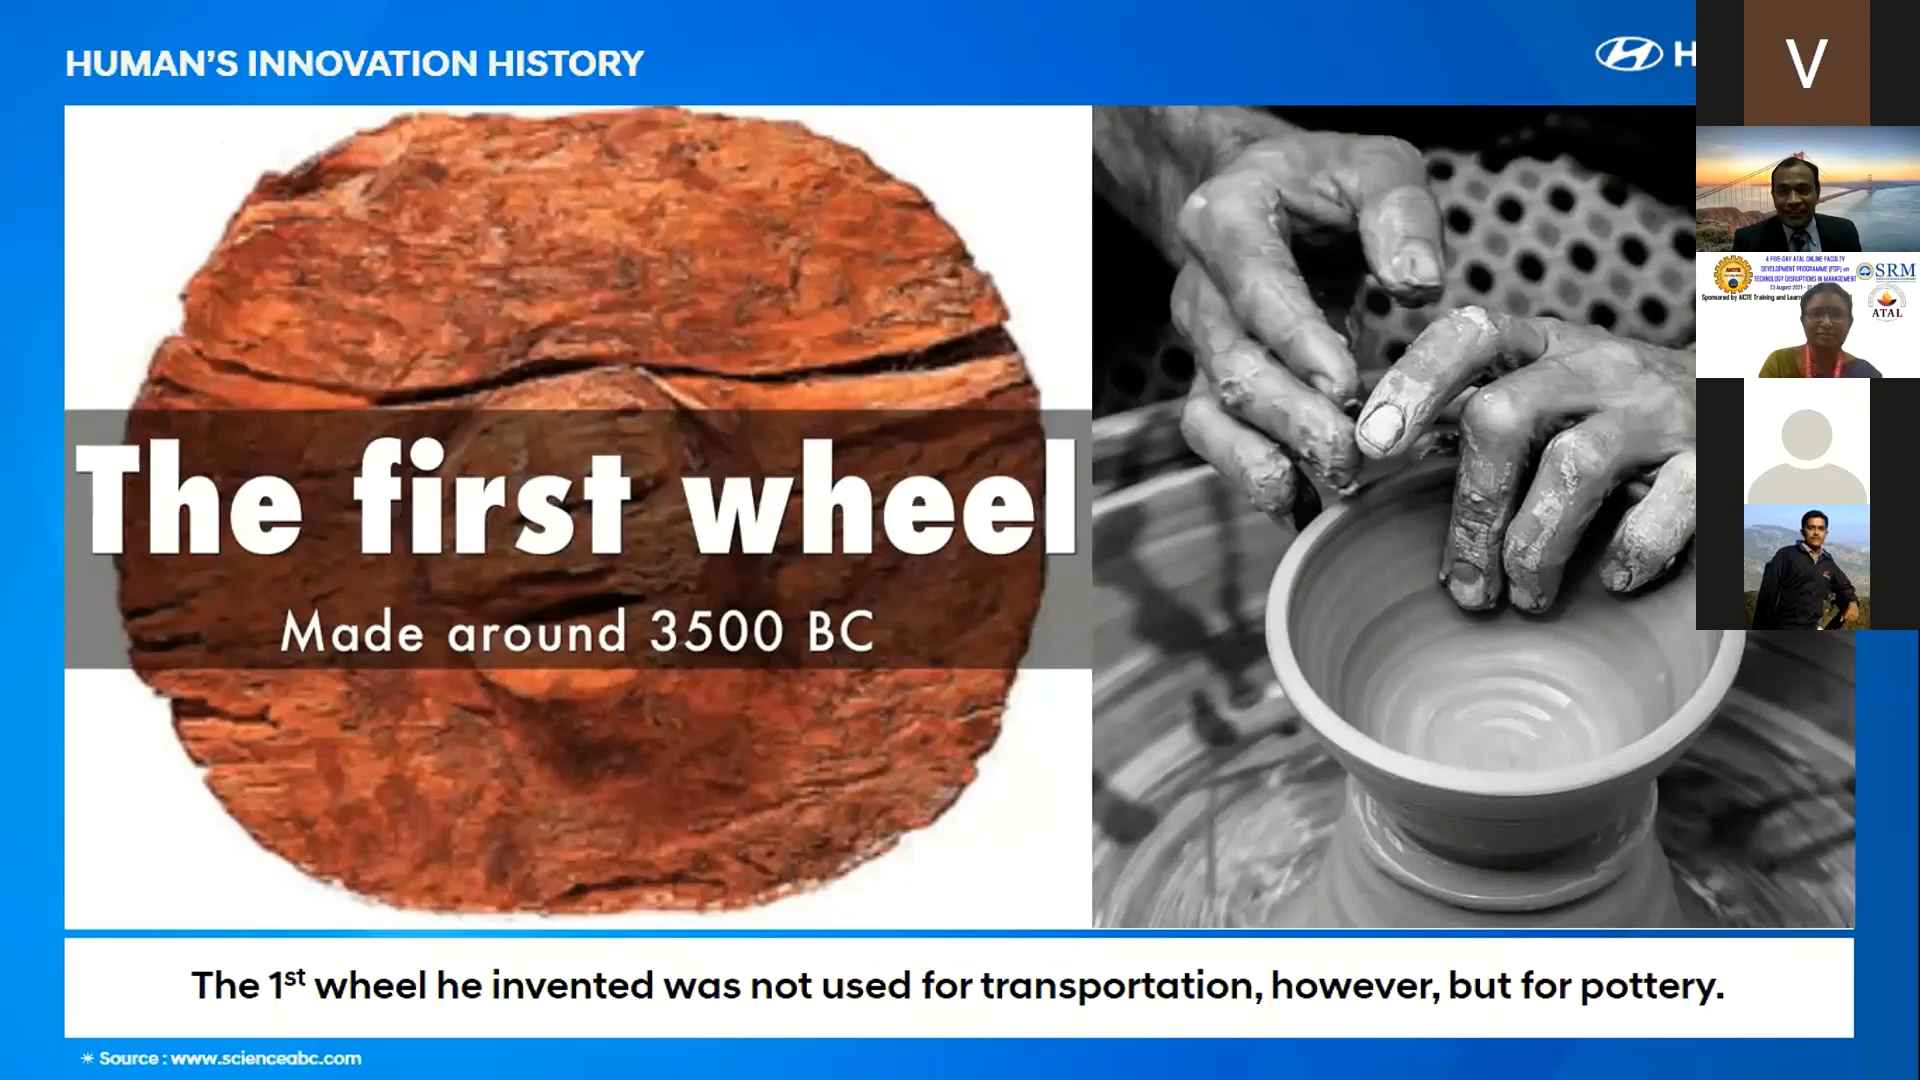 HUMAN'S INNOVATION HISTORY
H
V
A FIVE-DAY ATAL ONLINE FACULTY
DEVELOPMENT PROGRAMME (FDP) on
TECHNOLOGY DISRUPTIONS IN MANAGEMENT
23 August 2021 -
Sponsored by AICTE Training and
AICTE
SRM
ATAL
The first wheel
Made around 3500 BC
The 1st wheel he invented was not used for transportation, however, but for pottery.
✳ Source : www.scienceabc.com